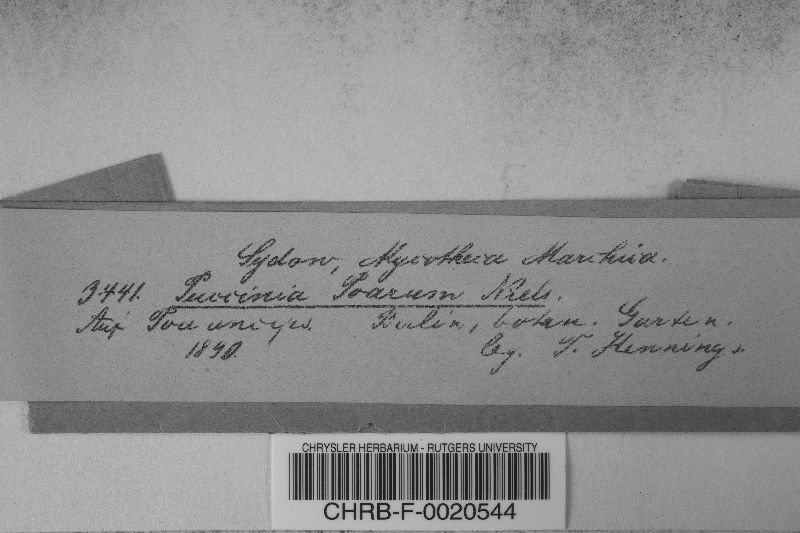 Sydow, Mycotheca Marchica.
3441. Puccinia Poarum Niels.
Auf Poa anceps. Berlin, botan. Garten.
1890. leg. P. Hennings.
CHRYSLER HERBARIUM - RUTGERS UNIVERSITY
CHRB-F-0020544